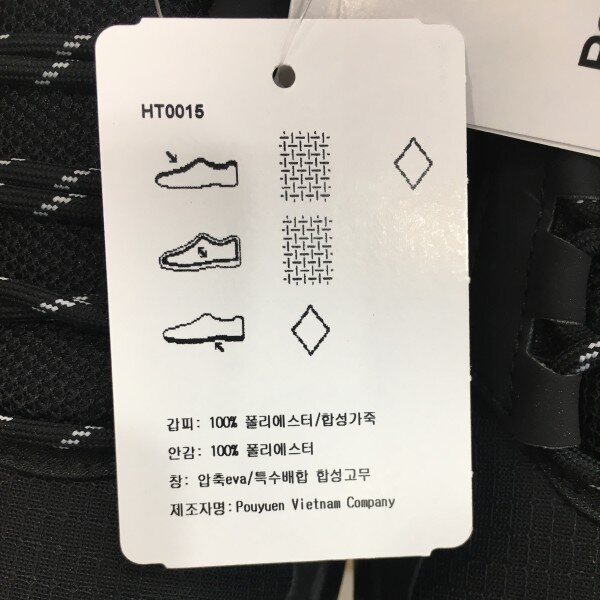 HT0015
갑피: 100% 폴리에스터/합성가죽
안감: 100% 폴리에스터
창: 압축eva/특수배합 합성고무
제조자명: Pouyuen Vietnam Company